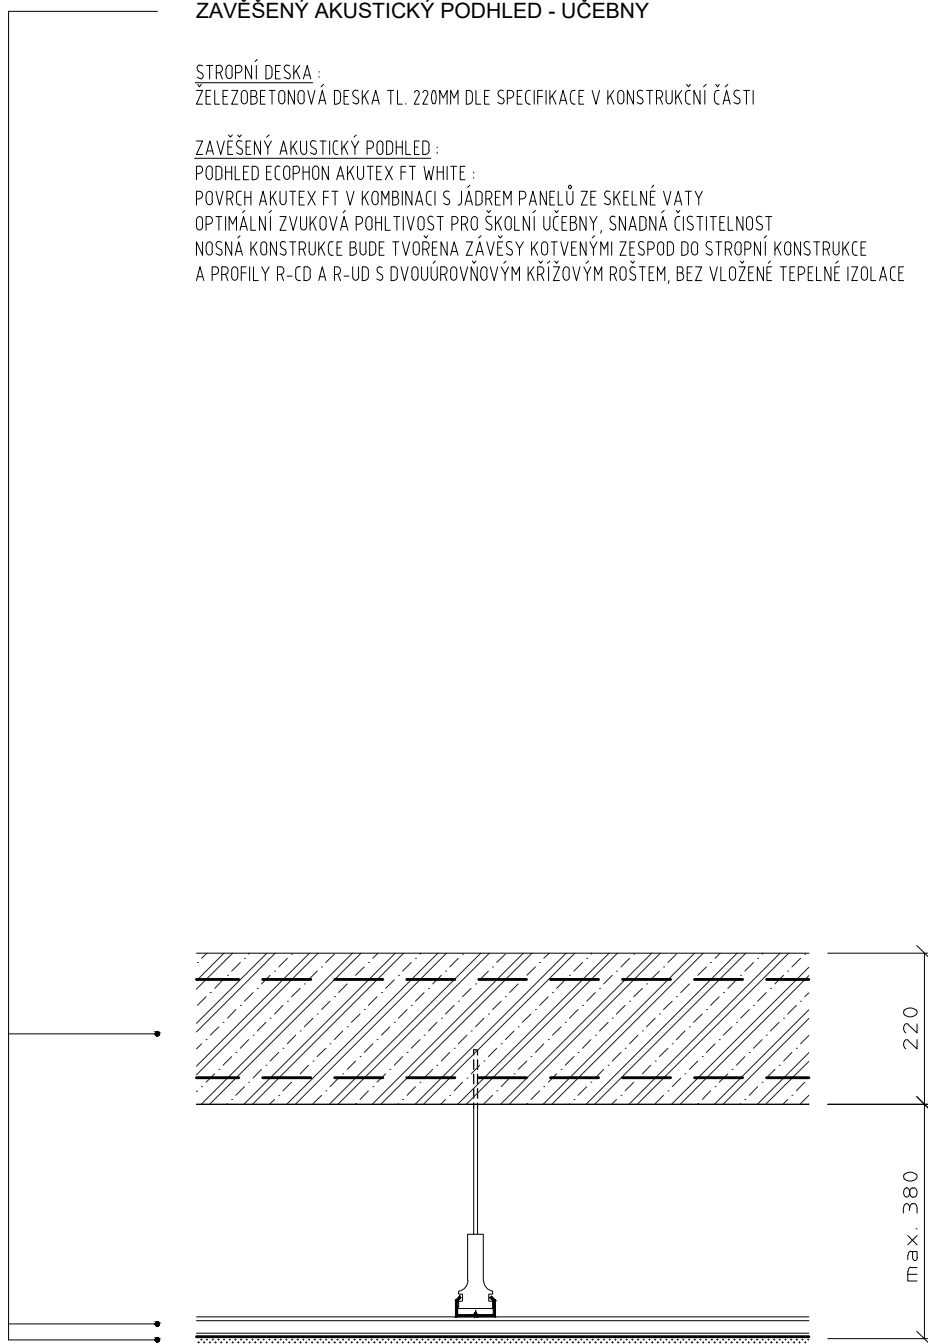 ZAVĚŠENÝ AKUSTICKÝ PODHLED - UČEBNY
STROPNÍ DESKA :
ŽELEZOBETONOVÁ DESKA TL. 220MM DLE SPECIFIKACE V KONSTRUKČNÍ ČÁSTI
ZAVĚŠENÝ AKUSTICKÝ PODHLED :
PODHLED ECOPHON AKUTEX FT WHITE :
POVRCH AKUTEX FT V KOMBINACI S JÁDREM PANELŮ ZE SKELNÉ VATY
OPTIMÁLNÍ ZVUKOVÁ POHLTIVOST PRO ŠKOLNÍ UČEBNY, SNADNÁ ČISTITELNOST
NOSNÁ KONSTRUKCE BUDE TVOŘENA ZÁVĚSY KOTVENÝMI ZESPOD DO STROPNÍ KONSTRUKCE
A PROFILY R-CD A R-UD S DVOUÚROVŇOVÝM KŘÍŽOVÝM ROŠTEM, BEZ VLOŽENÉ TEPELNÉ IZOLACE
220
max. 380